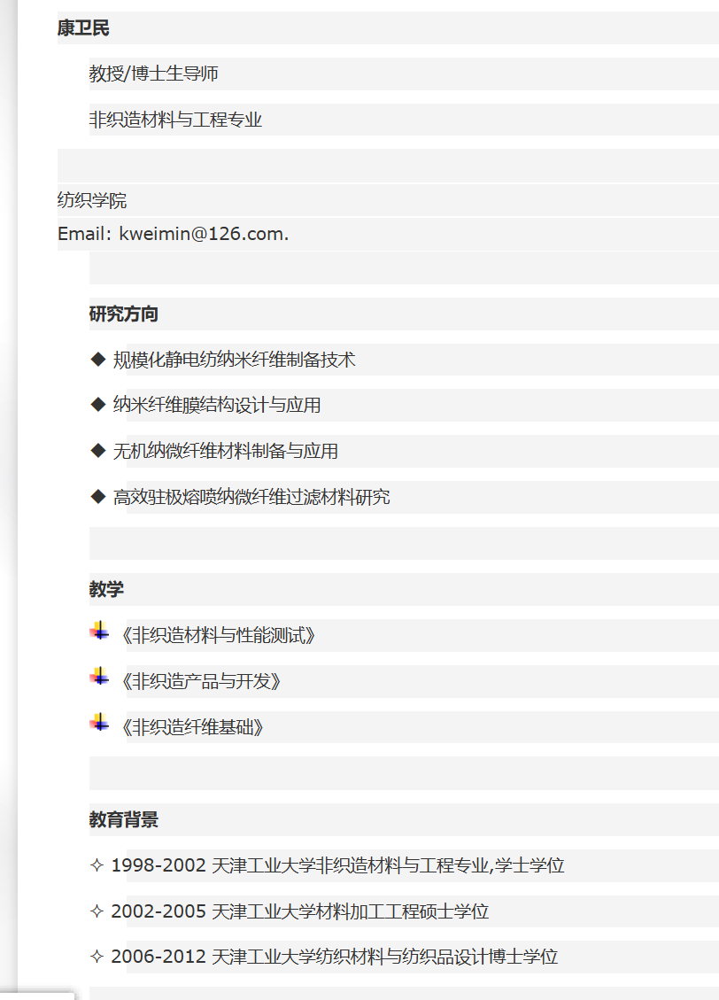 康卫民
教授/博士生导师
非织造材料与工程专业
纺织学院
Email: kweimin@126.com.
研究方向
◆ 规模化静电纺纳米纤维制备技术
◆ 纳米纤维膜结构设计与应用
◆ 无机纳微纤维材料制备与应用
◆ 高效驻极熔喷纳微纤维过滤材料研究
教学
《非织造材料与性能测试》
《非织造产品与开发》
《非织造纤维基础》
教育背景
✧ 1998-2002 天津工业大学非织造材料与工程专业,学士学位
✧ 2002-2005 天津工业大学材料加工工程硕士学位
✧ 2006-2012 天津工业大学纺织材料与纺织品设计博士学位